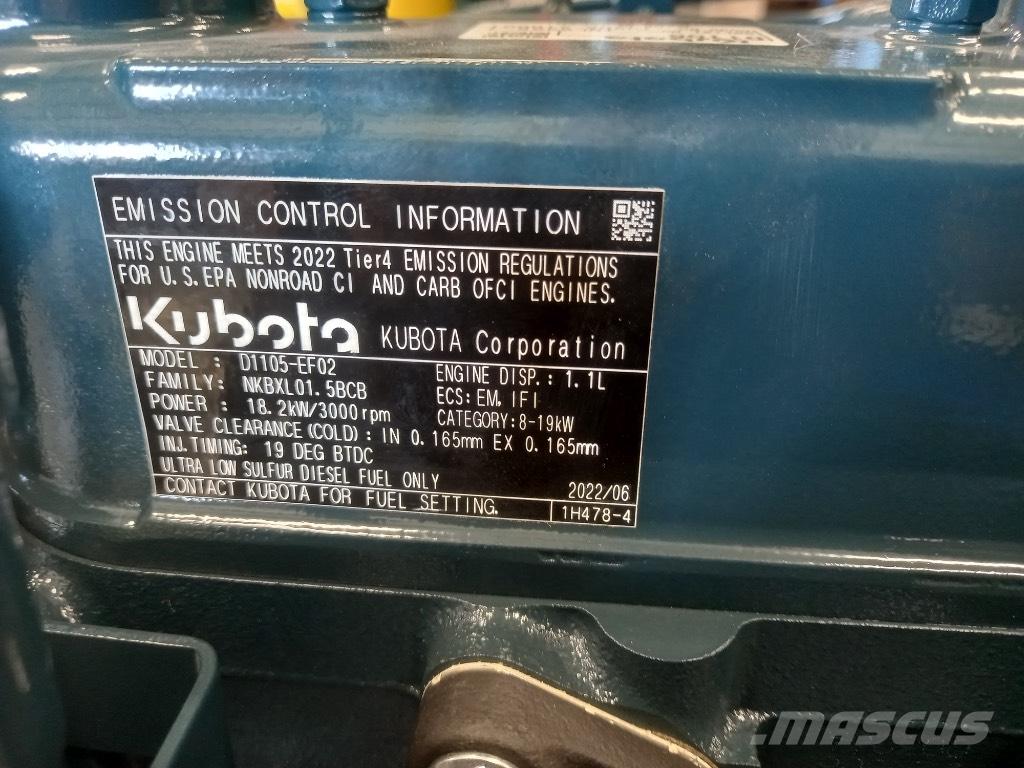 EMISSION CONTROL INFORMATION
THIS ENGINE MEETS 2022 Tier4 EMISSION REGULATIONS
FOR U.S.EPA NONROAD CI AND CARB OFCI ENGINES.
Kubota KUBOTA Corporation
MODEL : D1105-EF02 ENGINE DISP.: 1.1L
FAMILY: NKBXL01.5BCB ECS: EM, IFI
POWER : 18.2kW/3000rpm CATEGORY:8-19kW
VALVE CLEARANCE(COLD): IN 0.165mm EX 0.165mm
INJ.TIMING: 19 DEG BTDC
ULTRA LOW SULFUR DIESEL FUEL ONLY 2022/06
CONTACT KUBOTA FOR FUEL SETTING. 1H478-4
MASCUS